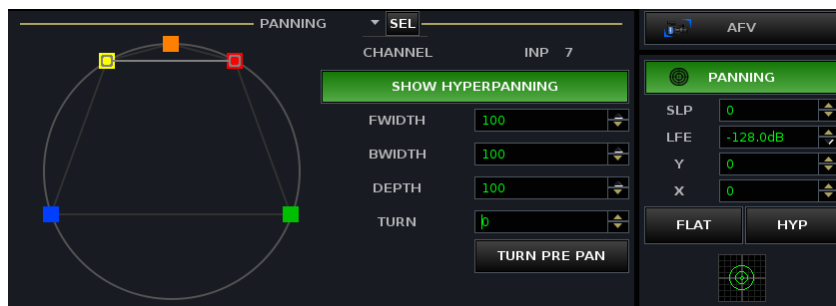 PANNING SEL
CHANNEL INP 7
SHOW HYPERPANNING
FWIDTH 100
BWIDTH 100
DEPTH 100
TURN 0
TURN PRE PAN
AFV
PANNING
SLP 0
LFE -128.0dB
Y 0
X 0
FLAT HYP